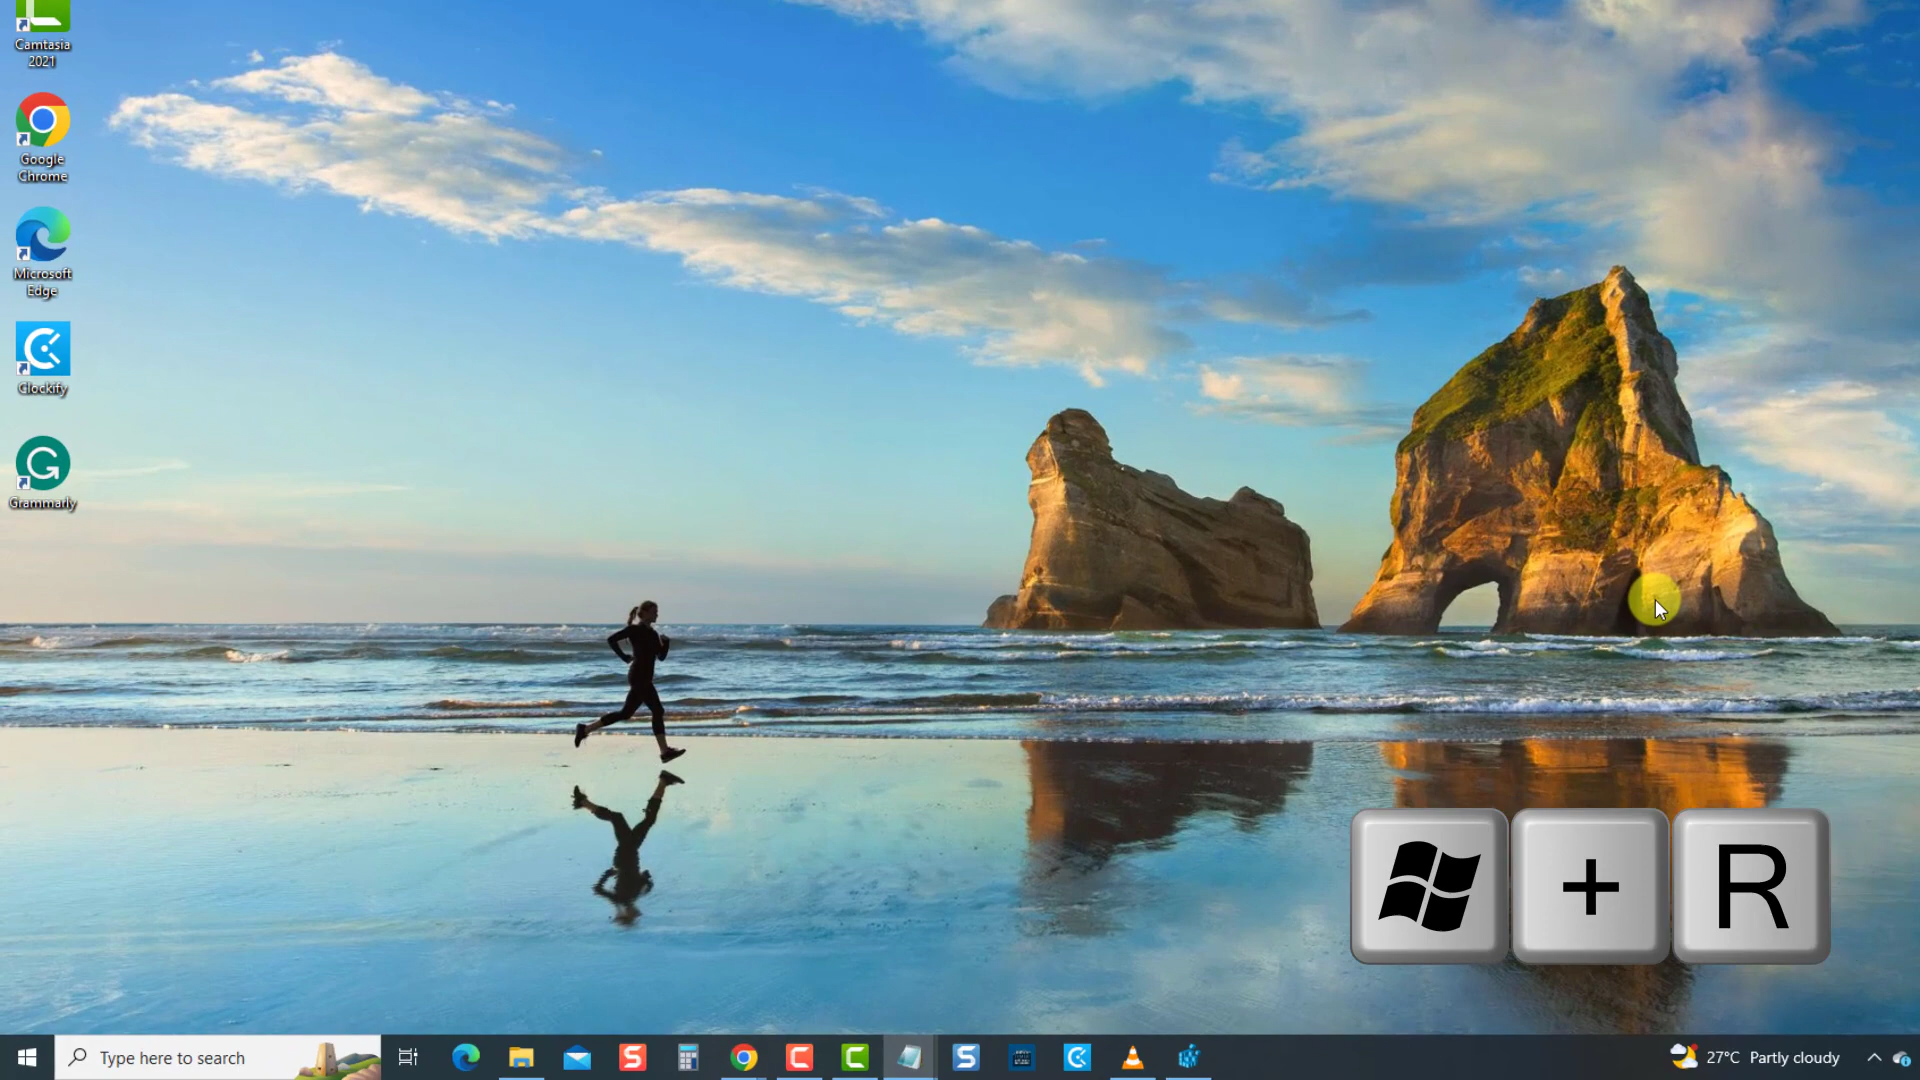 Camtasia
2021
Google
Chrome
Microsoft
Edge
Clockify
Grammarly
+ R
Type here to search
27°C Partly cloudy